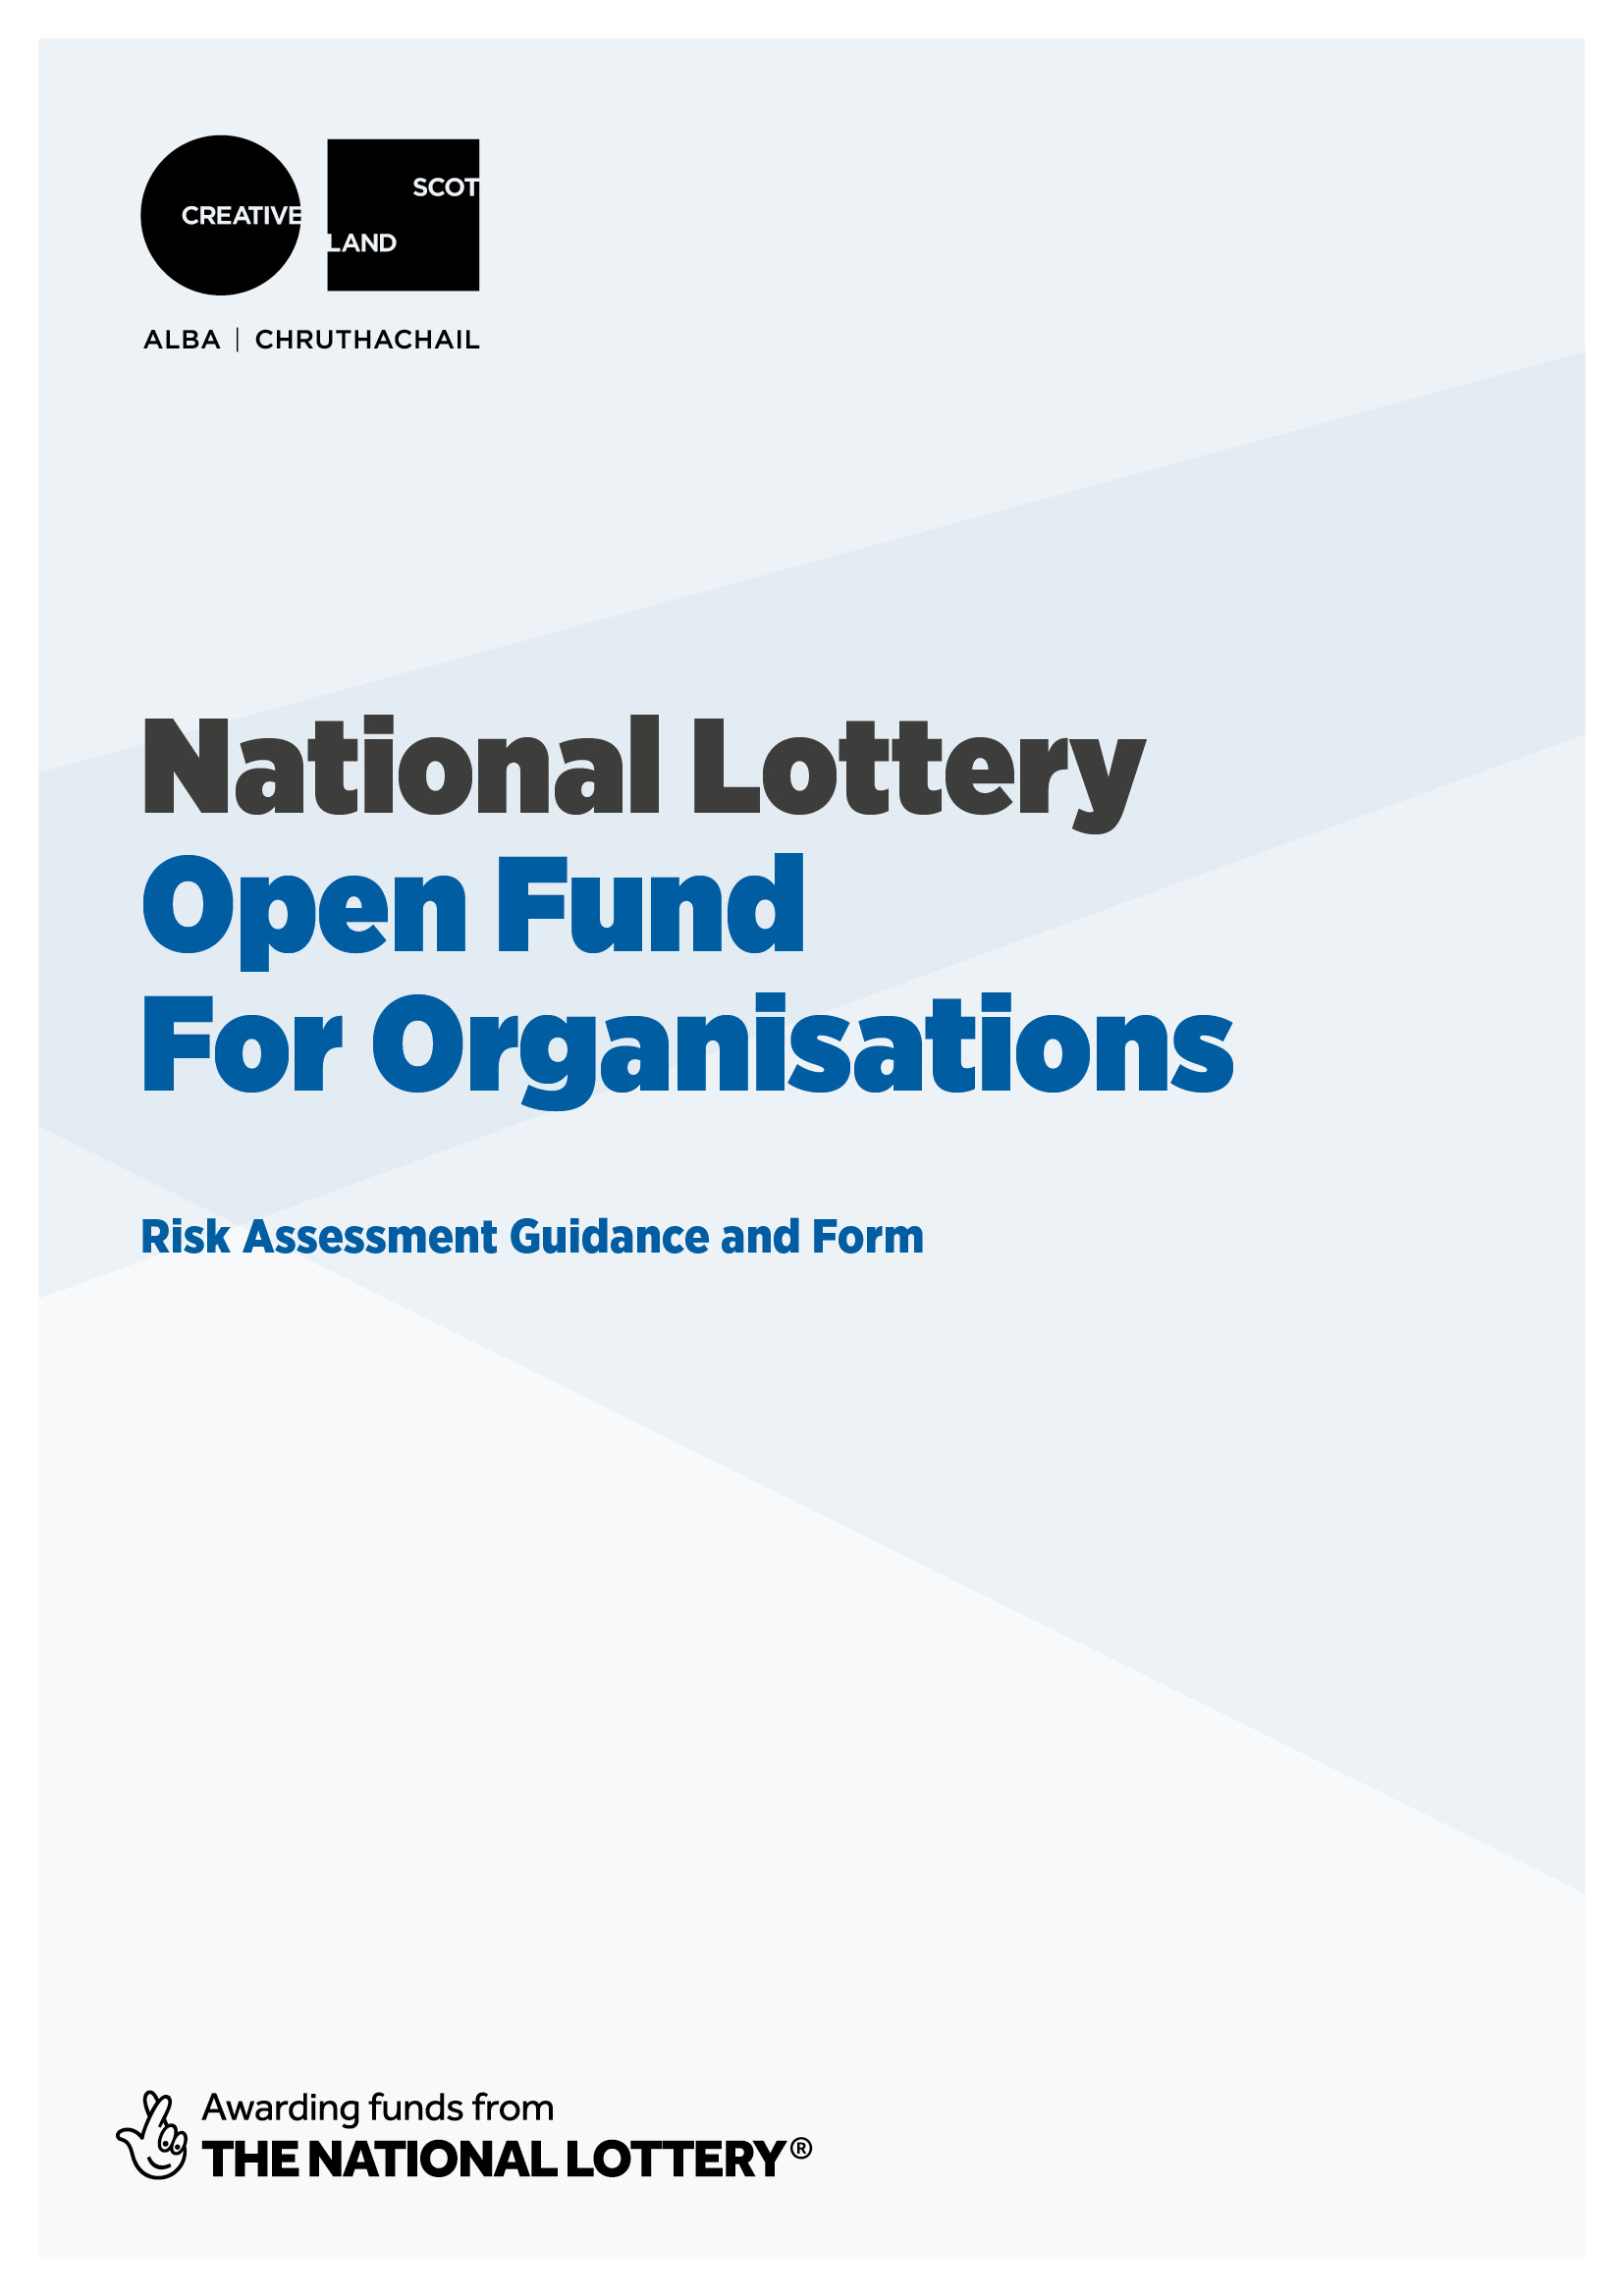 CREATIVE
SCOT
LAND
ALBA | CHRUTHACHAIL
National Lottery
Open Fund
For Organisations
Risk Assessment Guidance and Form
Awarding funds from
THE NATIONAL LOTTERY®